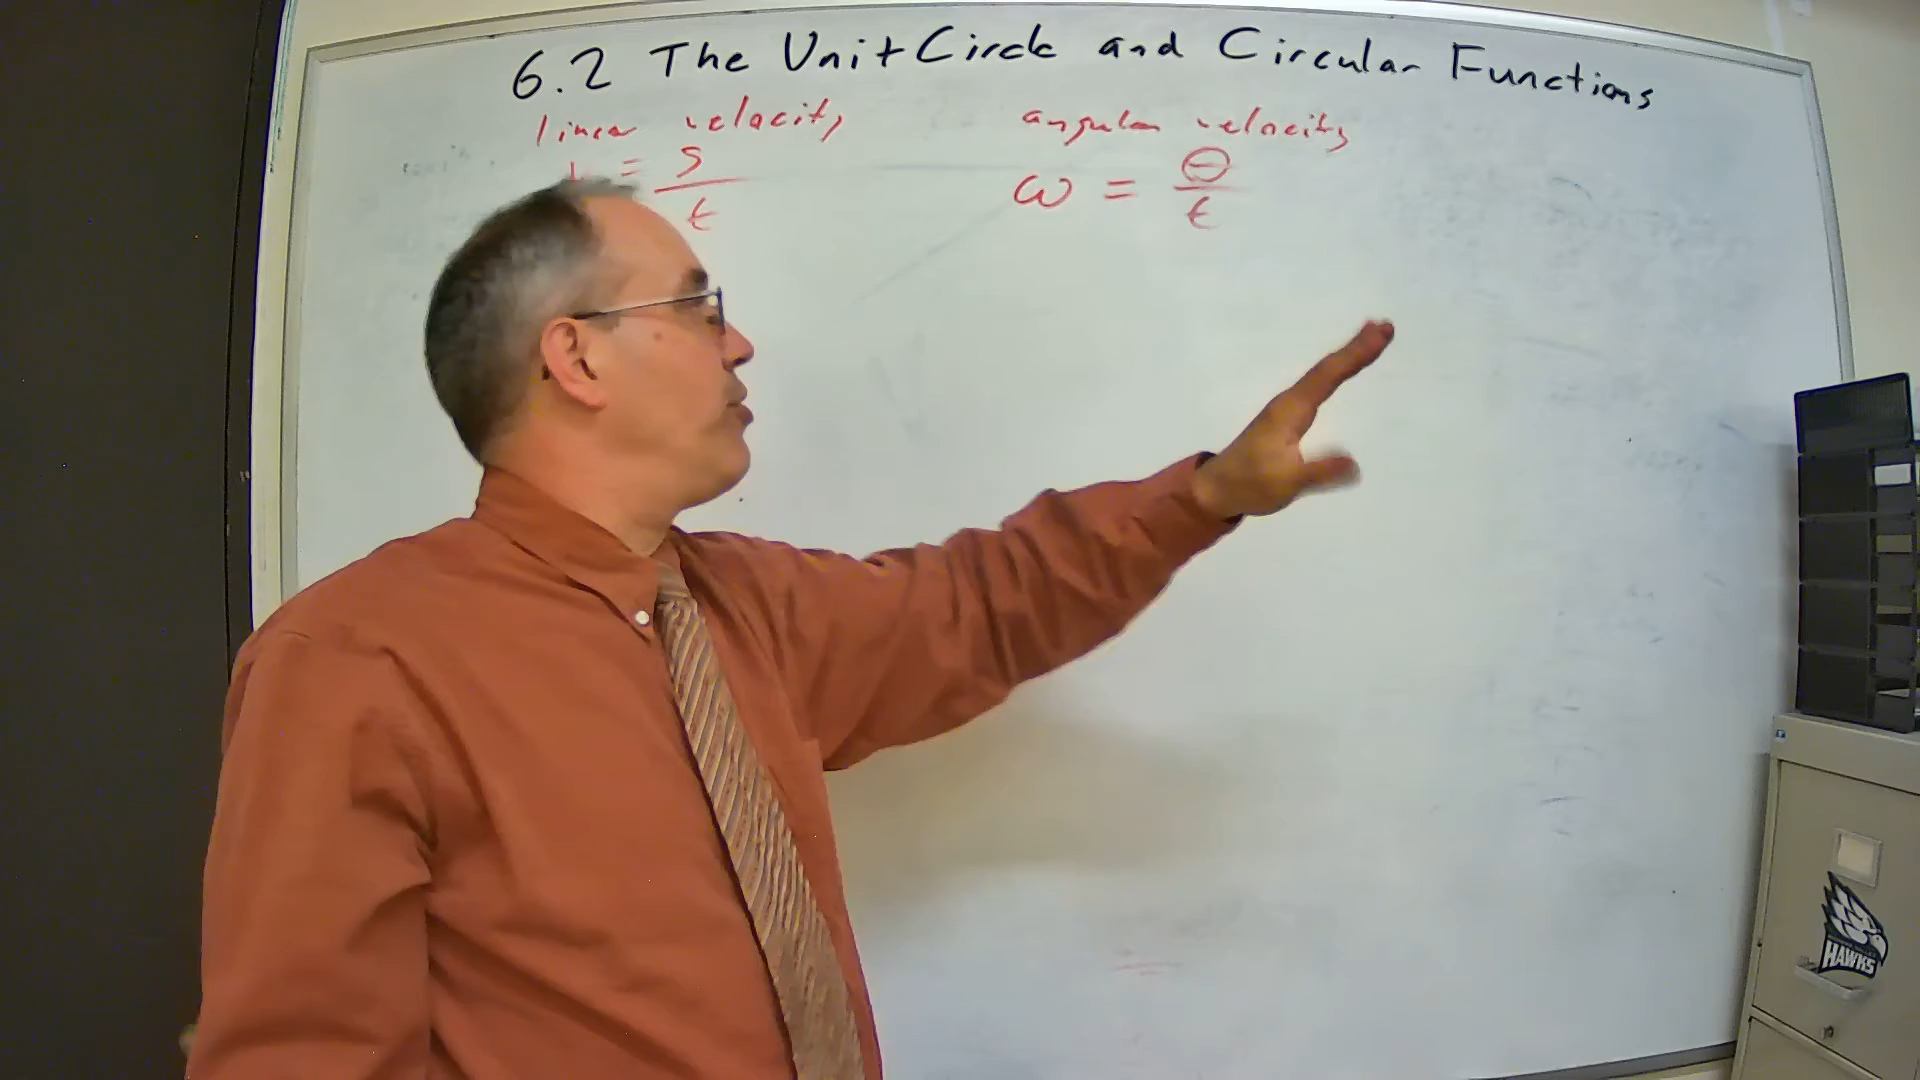 6.2 The Unit Circle and Circular Functions
linear velocity
angular velocity
= s/t
ω = θ/t
HAWKS